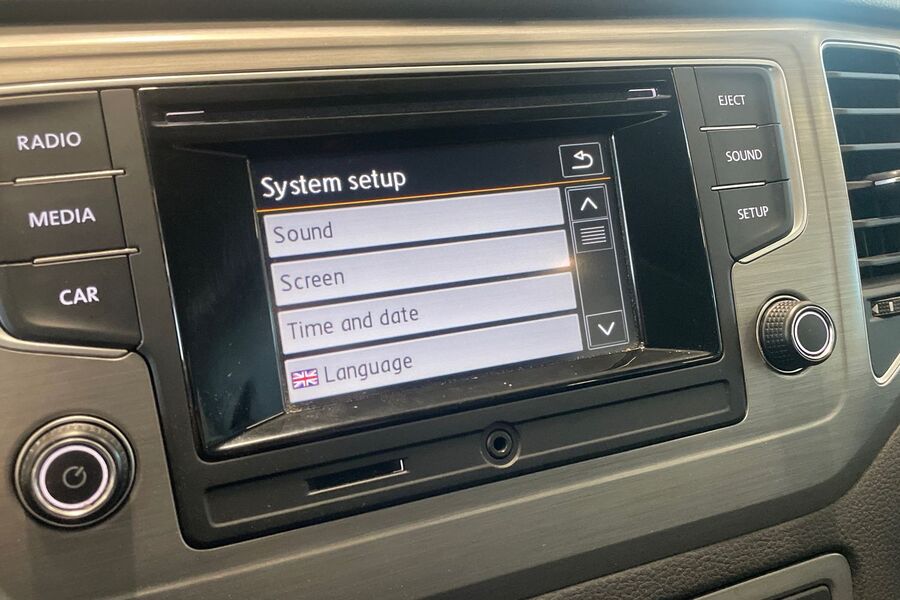 RADIO
MEDIA
CAR
System setup
Sound
Screen
Time and date
Language
EJECT
SOUND
SETUP